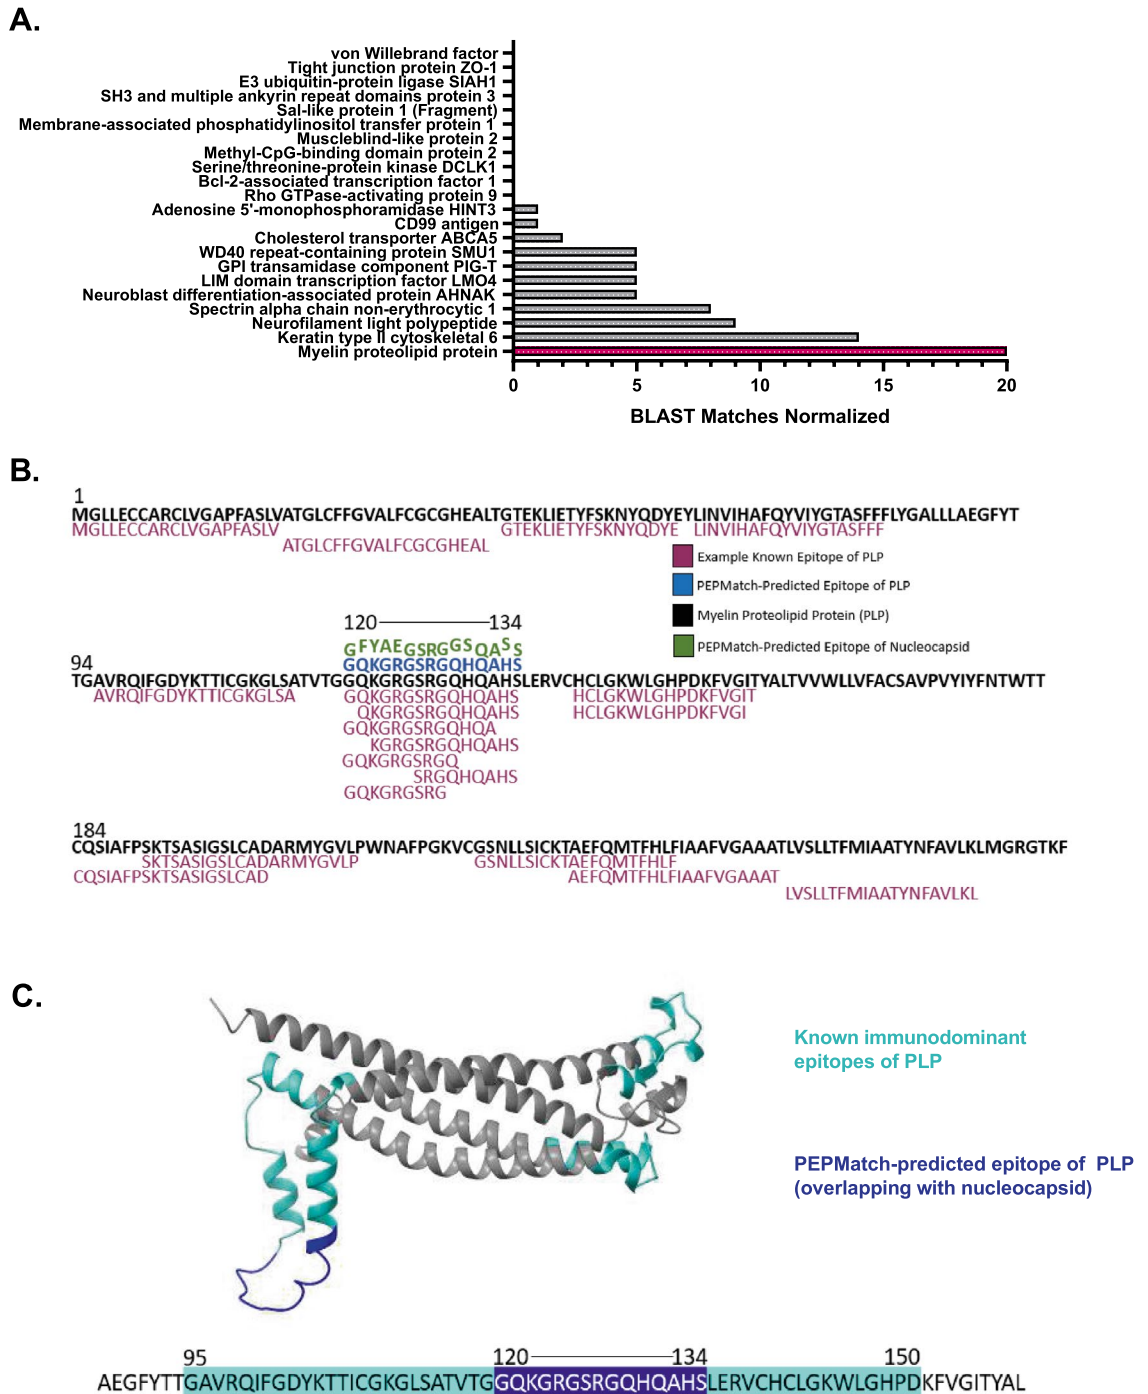 A.
von Willebrand factor
Tight junction protein ZO-1
E3 ubiquitin-protein ligase SIAH1
SH3 and multiple ankyrin repeat domains protein 3
Sal-like protein 1 (Fragment)
Membrane-associated phosphatidylinositol transfer protein 1
Muscleblind-like protein 2
Methyl-CpG-binding domain protein 2
Serine/threonine-protein kinase DCLK1
Bcl-2-associated transcription factor 1
Rho GTPase-activating protein 9
Adenosine 5'-monophosphoramidase HINT3
CD99 antigen
Cholesterol transporter ABCA5
WD40 repeat-containing protein SMU1
GPI transamidase component PIG-T
LIM domain transcription factor LMO4
Neuroblast differentiation-associated protein AHNAK
Spectrin alpha chain non-erythrocytic 1
Neurofilament light polypeptide
Keratin type II cytoskeletal 6
Myelin proteolipid protein
0 5 10 15 20
BLAST Matches Normalized
B.
1
MGLLECCARCLVGAPFASLVATGLCFFGVALFCGCGHEALTGTEKLIETYFSKNYQDYEYLINVIHAFQYVIYGTASFFFLYGALLLAEGFYT
MGLLECCARCLVGAPFASLV GTEKLIETYFSKNYQDYE LINVIHAFQYVIYGTASFFF
ATGLCFFGVALFCGCGHEAL
Example Known Epitope of PLP
PEPMatch-Predicted Epitope of PLP
Myelin Proteolipid Protein (PLP)
PEPMatch-Predicted Epitope of Nucleocapsid
120 134
GFYAEGSRGGSQASS
GQKGRGSRGQHQAHS
94
TGAVRQIFGDYKTTICGKGLSATVTGGQKGRGSRGQHQAHSLERVCHCLGKWLGHPDKFVGITYALTVVWLLVFACSAVPVYIYFNTWTT
AVRQIFGDYKTTICGKGLSA GQKGRGSRGQHQAHS HCLGKWLGHPDKFVGIT
QKGRGSRGQHQAHS HCLGKWLGHPDKFVGI
GQKGRGSRGQHQA
KGRGSRGQHQAHS
GQKGRGSRGQ
SRGQHQAHS
GQKGRGSRG
184
CQSIAFPSKTSASIGSLCADARMYGVLPWNAFPGKVCGSNLLSICKTAEFQMTFHLFIAAFVGAAATLVSLLTFMIAATYNFAVLKLMGRGTKF
SKTSASIGSLCADARMYGVLP GSNLLSICKTAEFQMTFHLF
CQSIAFPSKTSASIGSLCAD AEFQMTFHLFIAAFVGAAAT
LVSLLTFMIAATYNFAVLKL
C.
Known immunodominant
epitopes of PLP
PEPMatch-predicted epitope of PLP
(overlapping with nucleocapsid)
95 120 134 150
AEGFYTTGAVRQIFGDYKTTICGKGLSATVTGGQKGRGSRGQHQAHSLERVCHCLGKWLGHPDKFVGITYAL